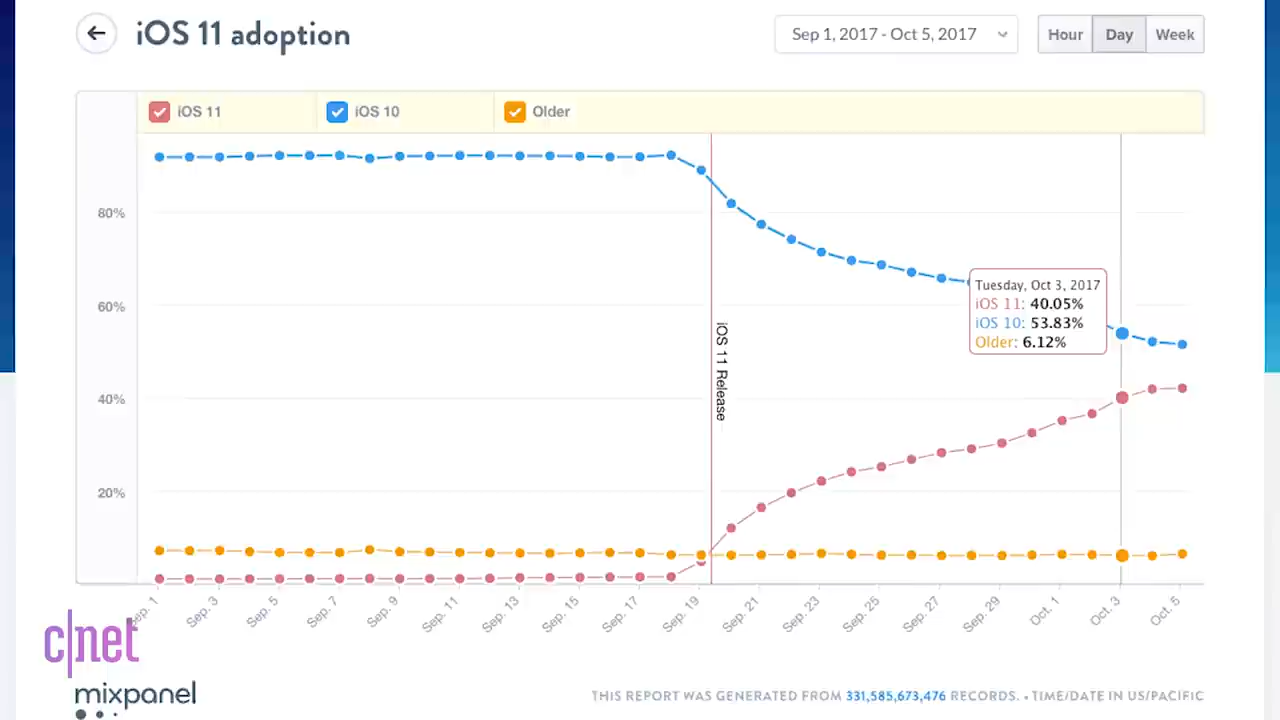 iOS 11 adoption
Sep 1, 2017 - Oct 5, 2017
Hour Day Week
iOS 11 iOS 10 Older
80%
60%
40%
20%
iOS 11 Release
Tuesday, Oct 3, 2017
iOS 11: 40.05%
iOS 10: 53.83%
Older: 6.12%
Sep. 1 Sep. 3 Sep. 5 Sep. 7 Sep. 9 Sep. 11 Sep. 13 Sep. 15 Sep. 17 Sep. 19 Sep. 21 Sep. 23 Sep. 25 Sep. 27 Sep. 29 Oct. 1 Oct. 3 Oct. 5
c|net
mixpanel
THIS REPORT WAS GENERATED FROM 331,585,673,476 RECORDS. • TIME/DATE IN US/PACIFIC